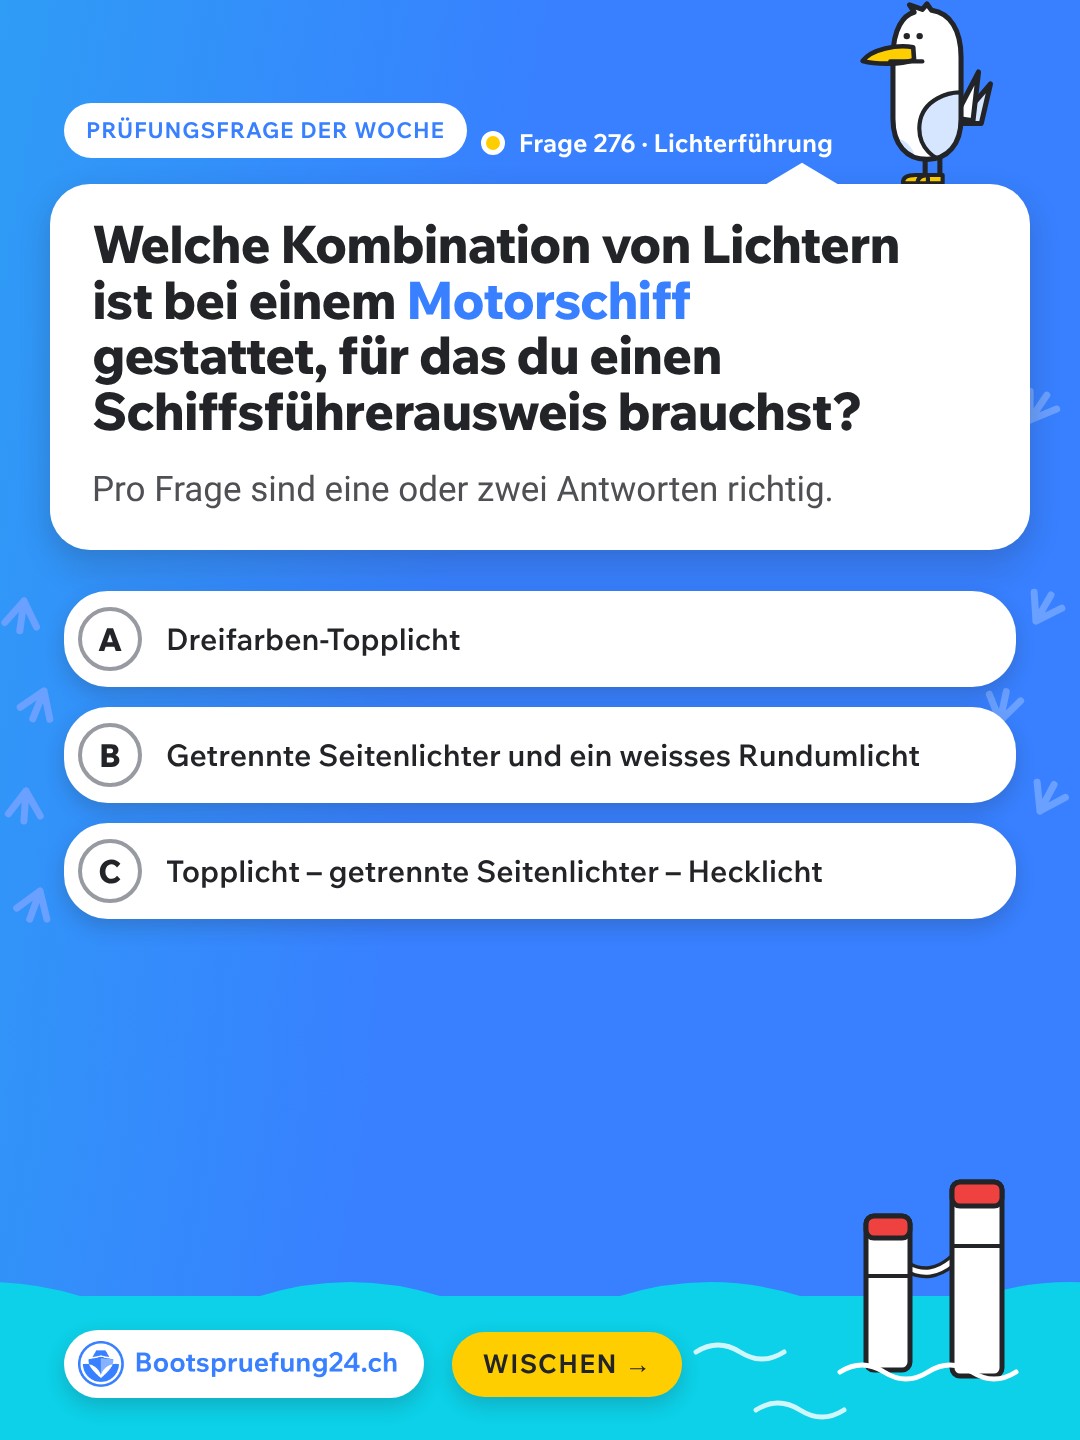 PRÜFUNGSFRAGE DER WOCHE
Frage 276 · Lichterführung
Welche Kombination von Lichtern
ist bei einem Motorschiff
gestattet, für das du einen
Schiffsführerausweis brauchst?
Pro Frage sind eine oder zwei Antworten richtig.
A Dreifarben-Topplicht
B Getrennte Seitenlichter und ein weisses Rundumlicht
C Topplicht – getrennte Seitenlichter – Hecklicht
Bootspruefung24.ch
WISCHEN →